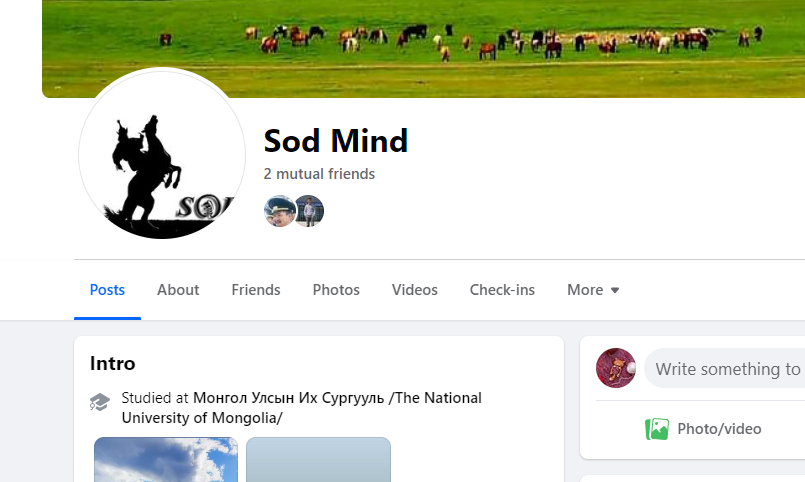 Sod Mind
2 mutual friends
Posts About Friends Photos Videos Check-ins More
Intro
Studied at Монгол Улсын Их Сургууль /The National
University of Mongolia/
Write something to
Photo/video